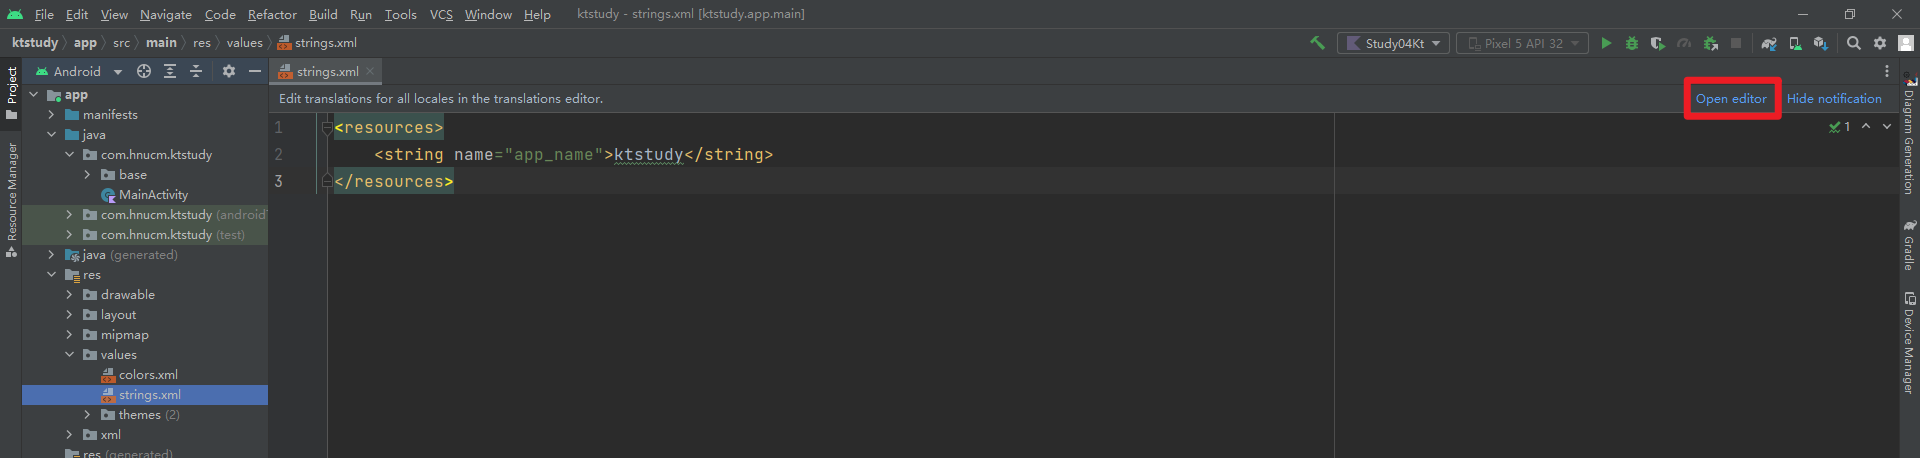 File Edit View Navigate Code Refactor Build Run Tools VCS Window Help ktstudy - strings.xml [ktstudy.app.main]
ktstudy app src main res values strings.xml Study04Kt Pixel 5 API 32
Project
Resource Manager
Android
app
manifests
java
com.hnucm.ktstudy
base
MainActivity
com.hnucm.ktstudy (androidT
com.hnucm.ktstudy (test)
java (generated)
res
drawable
layout
mipmap
values
colors.xml
strings.xml
themes (2)
xml
res (generated)
strings.xml
Edit translations for all locales in the translations editor. Open editor Hide notification
1 <resources>
2 <string name="app_name">ktstudy</string>
3 </resources>
1
Diagram Generation
Gradle
Device Manager